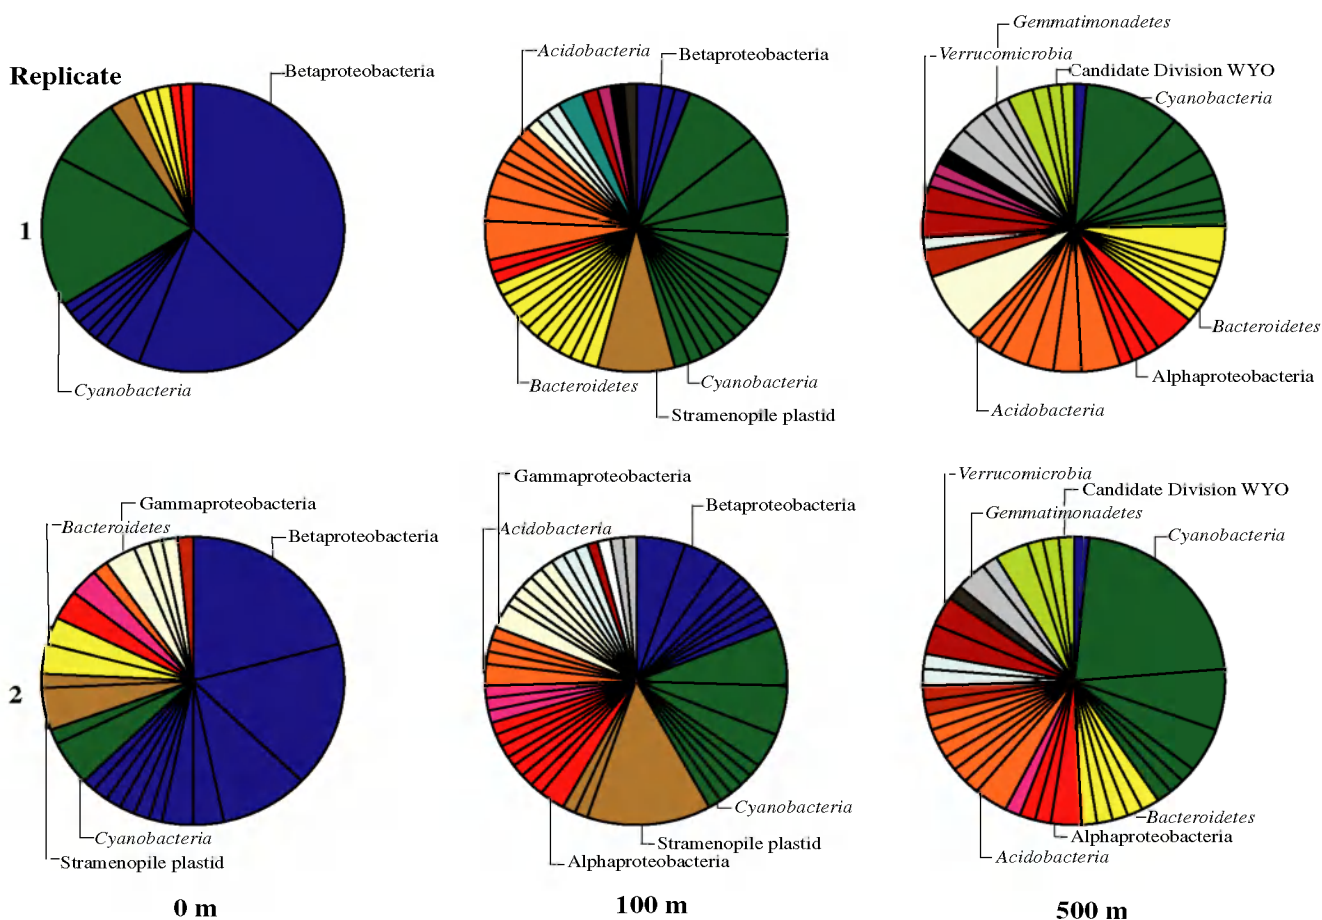 Gemmatimonadetes
Acidobacteria
Betaproteobacteria
Verrucomicrobia
Replicate
Betaproteobacteria
Candidate Division WYO
Cyanobacteria
1
Bacteroidetes
Cyanobacteria
Bacteroidetes
Cyanobacteria
Alphaproteobacteria
Stramenopile plastid
Acidobacteria
Gammaproteobacteria
Verrucomicrobia
Gammaproteobacteria
Betaproteobacteria
Candidate Division WYO
Bacteroidetes
Betaproteobacteria
Acidobacteria
Gemmatimonadetes
Cyanobacteria
2
Cyanobacteria
Stramenopile plastid
Cyanobacteria
Stramenopile plastid
Alphaproteobacteria
Bacteroidetes
Alphaproteobacteria
Acidobacteria
0 m
100 m
500 m